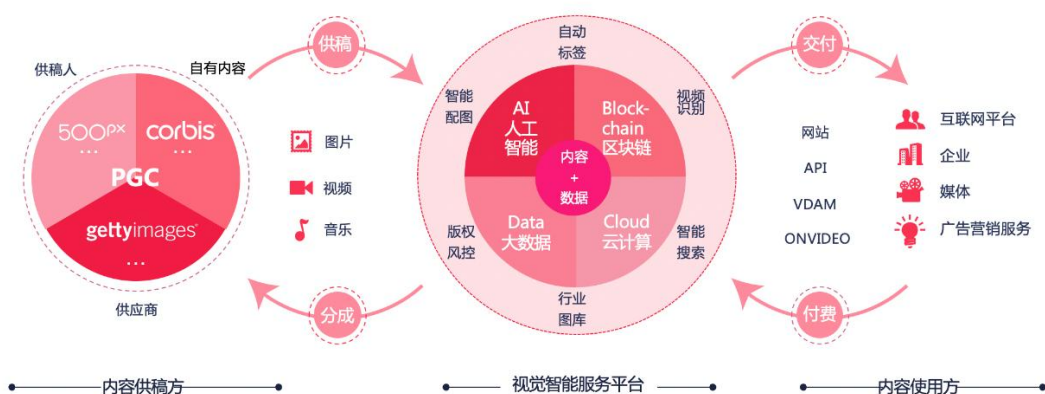 供稿人
自有内容
500px
...
corbis
...
PGC
gettyimages
...
供应商
供稿
图片
视频
音乐
分成
自动
标签
智能
配图
视频
识别
AI
人工
智能
Block-
chain
区块链
内容
+
数据
Data
大数据
Cloud
云计算
版权
风控
智能
搜索
行业
图库
交付
网站
API
VDAM
ONVIDEO
互联网平台
企业
媒体
广告营销服务
付费
内容供稿方
视觉智能服务平台
内容使用方